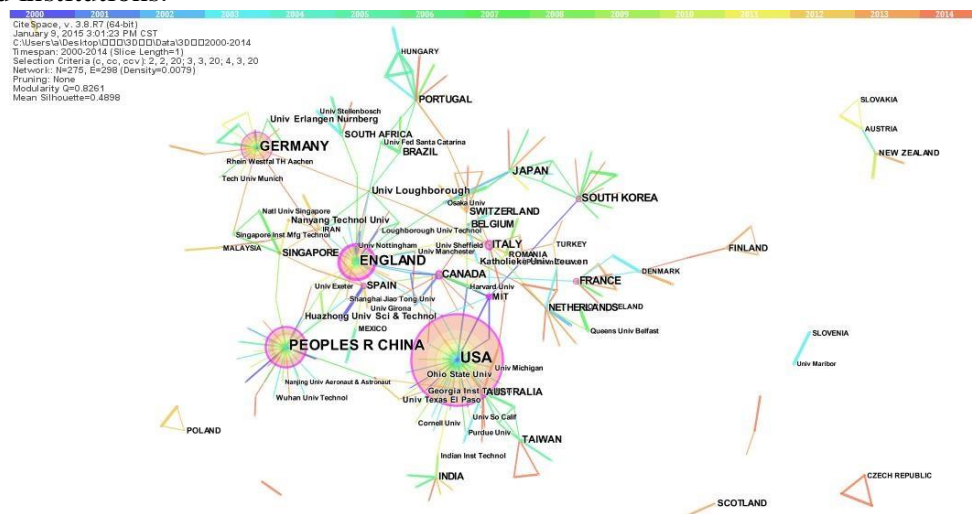 2000 2001 2002 2003 2004 2005 2006 2007 2008 2009 2010 2011 2012 2013 2014
CiteSpace, v. 3.8.R7 (64-bit)
January 9, 2015 3:01:23 PM CST
C:\Users\a\Desktop\□□□3D□□\Data\3D□□2000-2014
Timespan: 2000-2014 (Slice Length=1)
Selection Criteria (c, cc, ccv): 2, 2, 20; 3, 3, 20; 4, 3, 20
Network: N=275, E=298 (Density=0.0079)
Pruning: None
Modularity Q=0.8261
Mean Silhouette=0.4898
HUNGARY
PORTUGAL
SLOVAKIA
Univ Stellenbosch
Univ Erlangen Nurnberg
AUSTRIA
SOUTH AFRICA
Univ Fed Santa Catarina
GERMANY
BRAZIL
NEW ZEALAND
Rhein Westfal TH Aachen
JAPAN
Tech Univ Munich
Univ Loughborough
SOUTH KOREA
Osaka Univ
Natl Univ Singapore
SWITZERLAND
Nanyang Technol Univ
BELGIUM
IRAN
Loughborough Univ Technol
Singapore Inst Mfg Technol
MALAYSIA
SINGAPORE
Univ Nottingham
Univ Sheffield
ITALY
TURKEY
Univ Manchester
ROMANIA
FINLAND
ENGLAND
Katholieke Univ Leuven
CANADA
DENMARK
Univ Exeter
SPAIN
Harvard Univ
FRANCE
Shanghai Jiao Tong Univ
MIT
Univ Girona
NETHERLANDS
Huazhong Univ Sci & Technol
MEXICO
Queens Univ Belfast
SLOVENIA
PEOPLES R CHINA
USA
Univ Michigan
Univ Maribor
Ohio State Univ
Nanjing Univ Aeronaut & Astronaut
Georgia Inst
AUSTRALIA
Wuhan Univ Technol
Univ Texas El Paso
Univ So Calif
Cornell Univ
POLAND
Purdue Univ
TAIWAN
Indian Inst Technol
INDIA
CZECH REPUBLIC
SCOTLAND